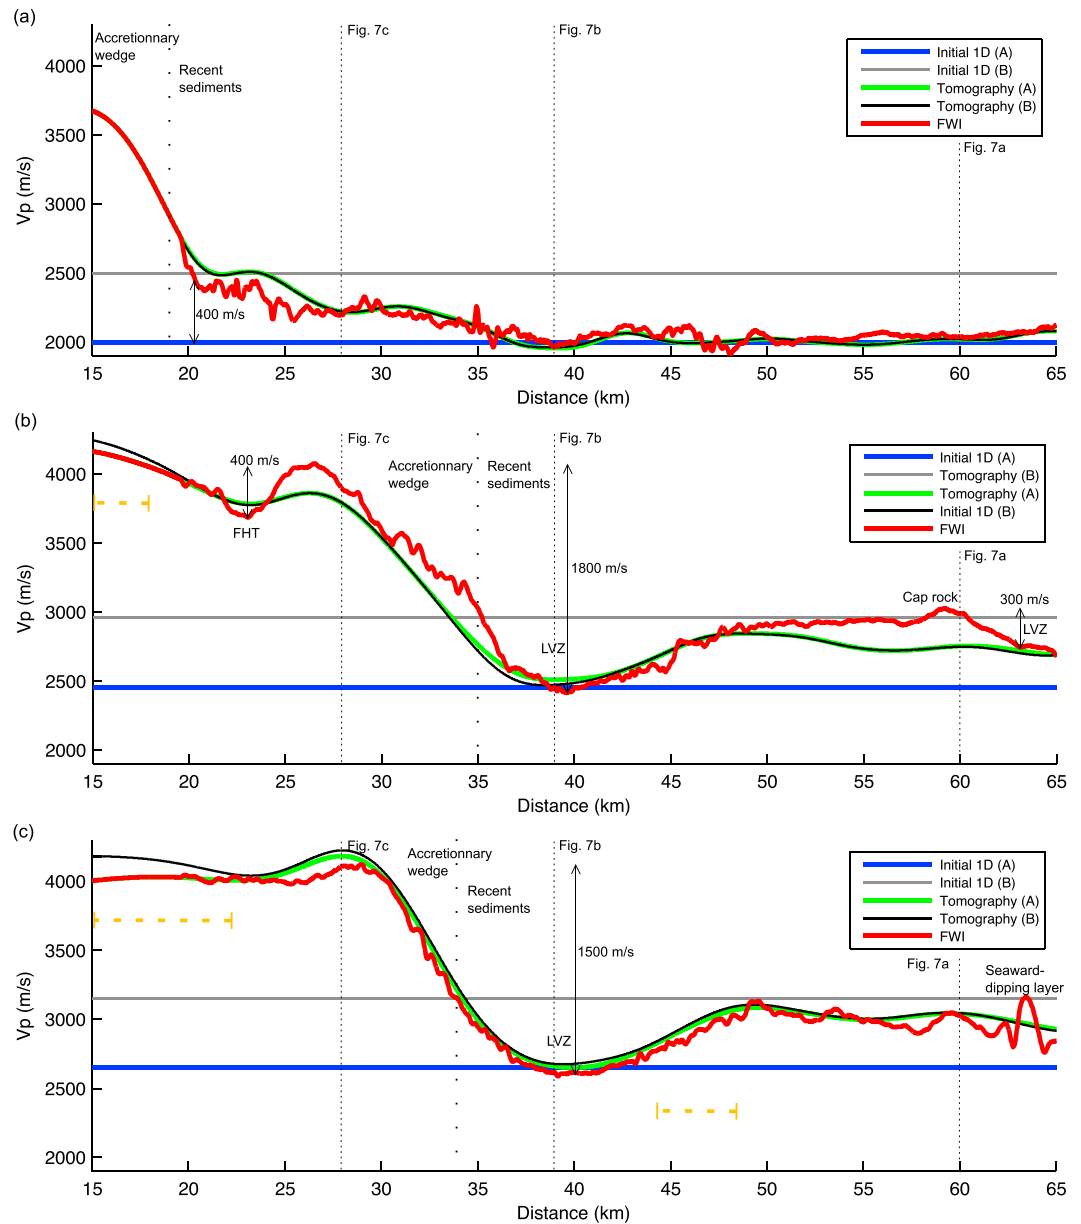 (a)
Accretionnary
wedge
Recent
sediments
Fig. 7c
Fig. 7b
Fig. 7a
Initial 1D (A)
Initial 1D (B)
Tomography (A)
Tomography (B)
FWI
400 m/s
Vp (m/s)
4000
3500
3000
2500
2000
15 20 25 30 35 40 45 50 55 60 65
Distance (km)
(b)
Fig. 7c
Fig. 7b
Fig. 7a
400 m/s
FHT
Accretionnary
wedge
Recent
sediments
1800 m/s
LVZ
Cap rock
300 m/s
LVZ
Initial 1D (A)
Tomography (B)
Tomography (A)
Initial 1D (B)
FWI
Vp (m/s)
4000
3500
3000
2500
2000
15 20 25 30 35 40 45 50 55 60 65
Distance (km)
(c)
Fig. 7c
Fig. 7b
Fig. 7a
Accretionnary
wedge
Recent
sediments
1500 m/s
LVZ
Seaward-
dipping layer
Initial 1D (A)
Initial 1D (B)
Tomography (A)
Tomography (B)
FWI
Vp (m/s)
4000
3500
3000
2500
2000
15 20 25 30 35 40 45 50 55 60 65
Distance (km)